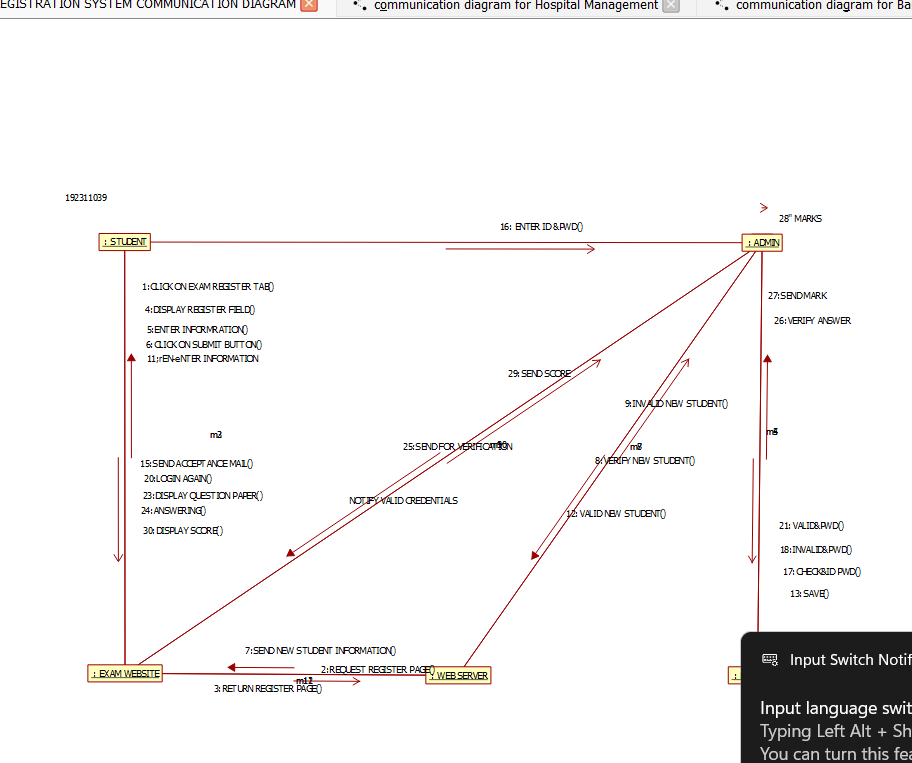 EGISTRATION SYSTEM COMMUNICATION DIAGRAM
communication diagram for Hospital Management
communication diagram for Ba
192311039
16: ENTER ID &PWD()
28" MARKS
: STUDENT
: ADMIN
1:CLICK ON EXAM REGISTER TAB()
27:SEND MARK
4:DISPLAY REGISTER FIELD()
26:VERIFY ANSWER
5:ENTER INFORMRATION()
6: CLICK ON SUBMIT BUTTON()
11;rEN-eNTER INFORMATION
29: SEND SCORE
9:INVALID NEW STUDENT()
25:SEND FOR VERIFICATION
8:VERIFY NEW STUDENT()
15:SEND ACCEPTANCE MAIL()
20:LOGIN AGAIN()
23:DISPLAY QUESTION PAPER()
NOTIFY VALID CREDENTIALS
24:ANSWERING()
12: VALID NEW STUDENT()
30: DISPLAY SCORE()
21: VALID&PWD()
18:INVALID&PWD()
17: CHECK&ID PWD()
13: SAVE()
7:SEND NEW STUDENT INFORMATION()
2:REQUEST REGISTER PAGE()
: EXAM WEBSITE
: WEB SERVER
:
3: RETURN REGISTER PAGE()
Input Switch Notif
Input language swit
Typing Left Alt + Sh
You can turn this fea